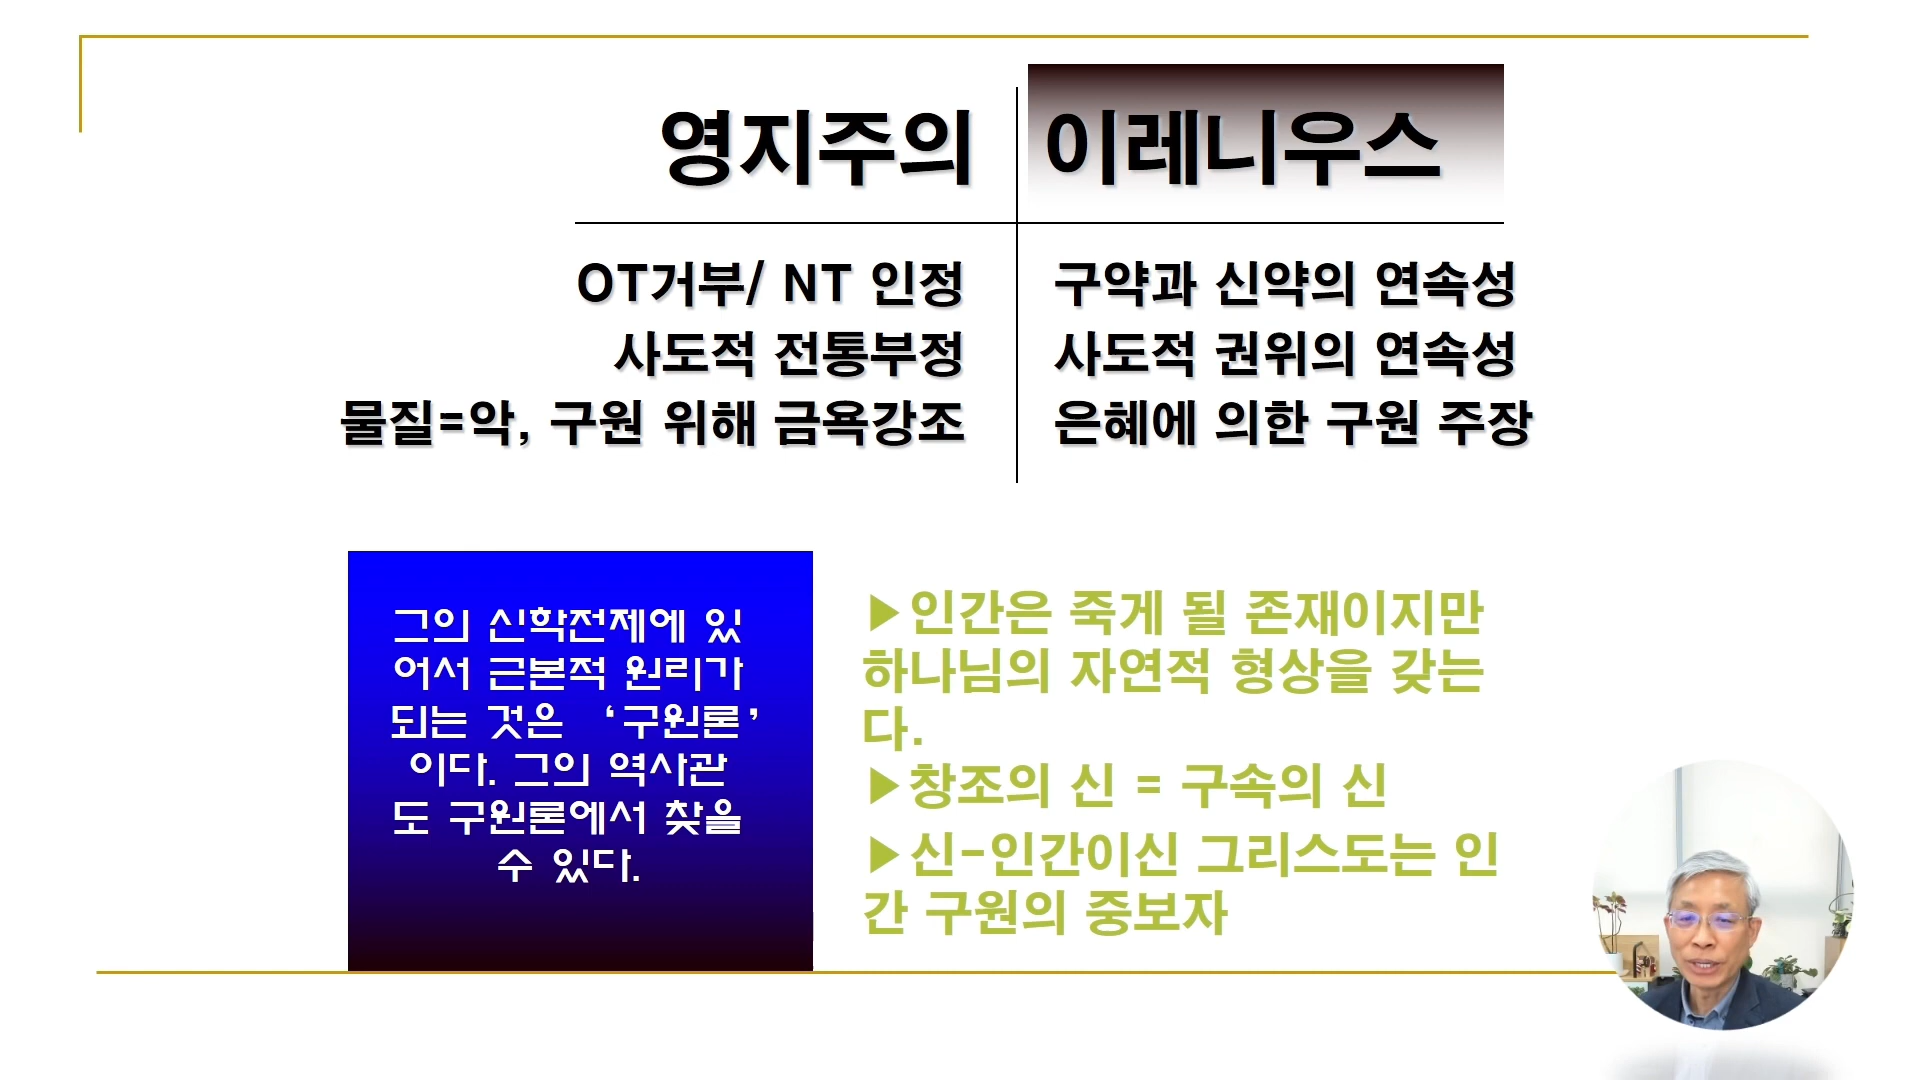 영지주의 이레니우스
OT거부/ NT 인정 구약과 신약의 연속성
사도적 전통부정 사도적 권위의 연속성
물질=악, 구원 위해 금욕강조 은혜에 의한 구원 주장
그의 신학전제에 있
어서 근본적 원리가
되는 것은 ‘구원론’
이다. 그의 역사관
도 구원론에서 찾을
수 있다.
▶인간은 죽게 될 존재이지만
하나님의 자연적 형상을 갖는
다.
▶창조의 신 = 구속의 신
▶신-인간이신 그리스도는 인
간 구원의 중보자